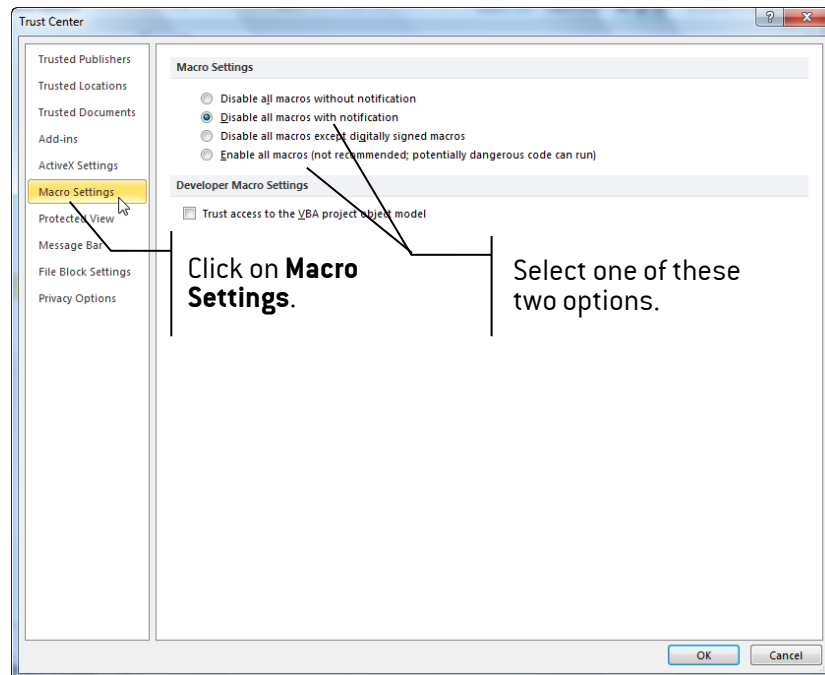 Trust Center
Trusted Publishers
Trusted Locations
Trusted Documents
Add-ins
ActiveX Settings
Macro Settings
Protected View
Message Bar
File Block Settings
Privacy Options
Macro Settings
Disable all macros without notification
Disable all macros with notification
Disable all macros except digitally signed macros
Enable all macros (not recommended; potentially dangerous code can run)
Developer Macro Settings
Trust access to the VBA project object model
Click on Macro
Settings.
Select one of these
two options.
OK
Cancel